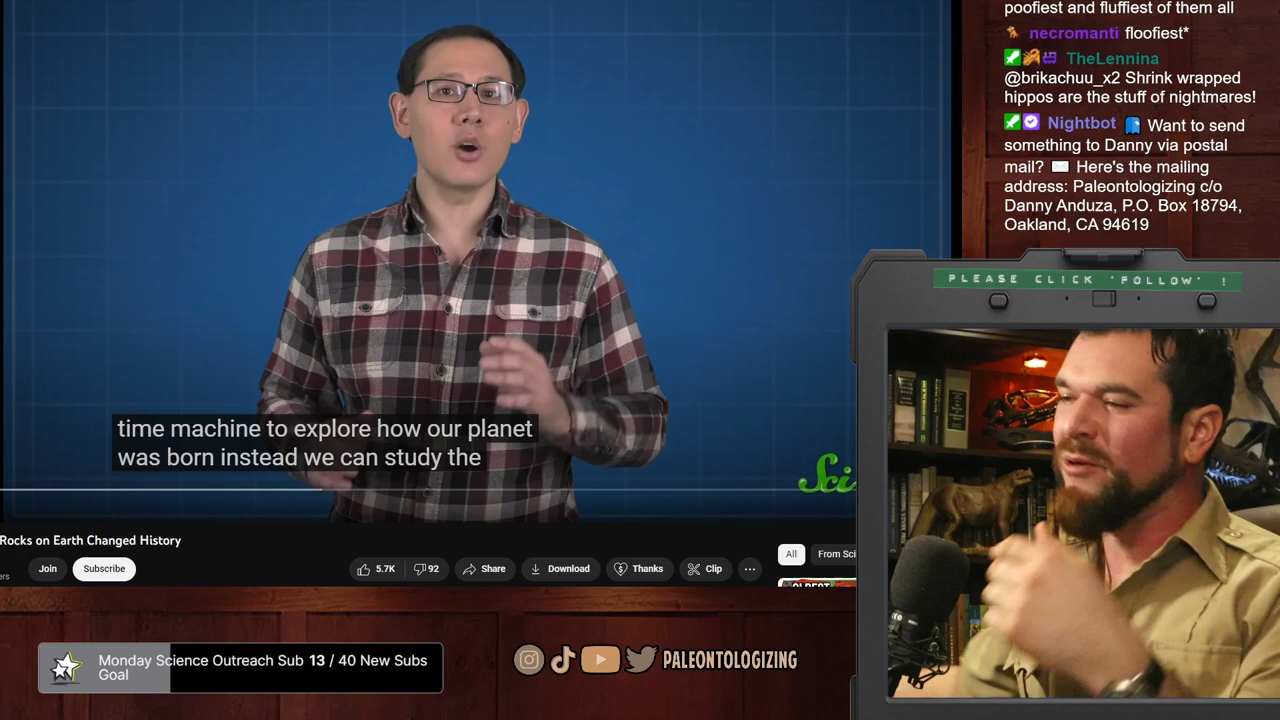 poofiest and fluffiest of them all
necromanti floofiest*
TheLennina
@brikachuu_x2 Shrink wrapped
hippos are the stuff of nightmares!
Nightbot Want to send
something to Danny via postal
mail? Here's the mailing
address: Paleontologizing c/o
Danny Anduza, P.O. Box 18794,
Oakland, CA 94619
PLEASE CLICK 'FOLLOW' !
time machine to explore how our planet
was born instead we can study the
Sci
Rocks on Earth Changed History
ers
Join
Subscribe
5.7K
92
Share
Download
Thanks
Clip
All
From Sci
OLDEST
Monday Science Outreach Sub 13 / 40 New Subs
Goal
PALEONTOLOGIZING